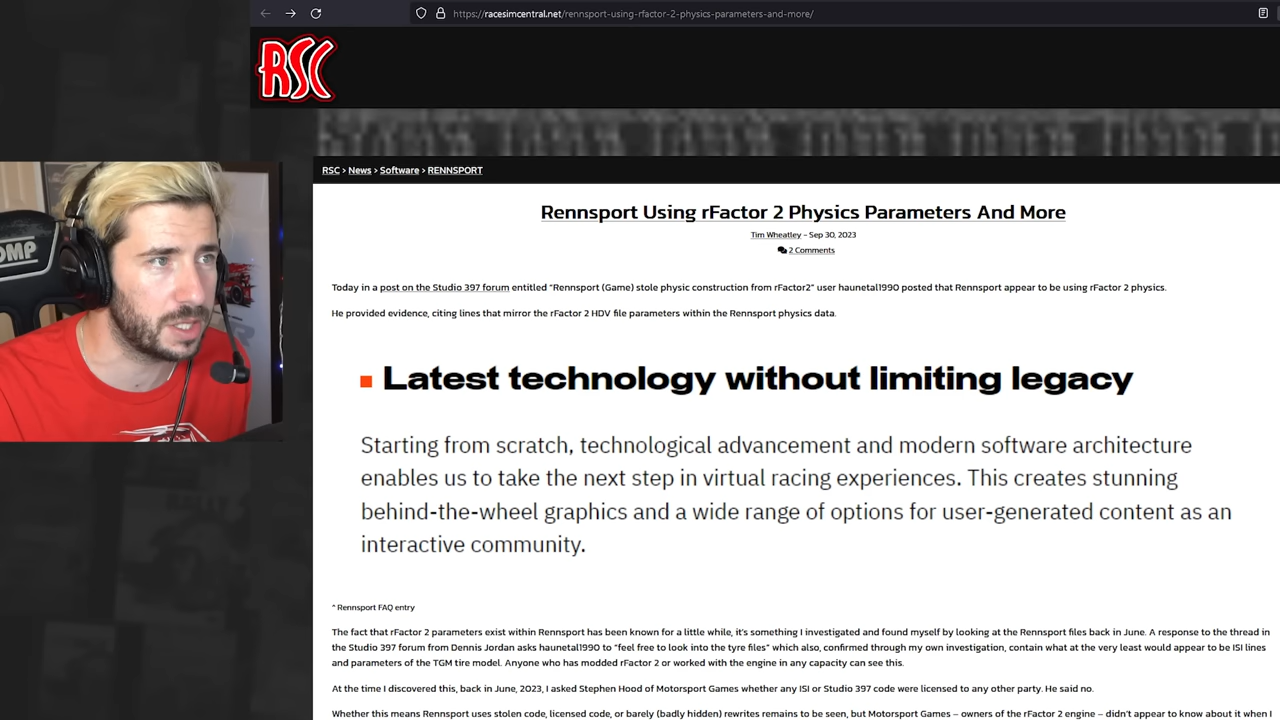 https://racesimcentral.net/rennsport-using-rfactor-2-physics-parameters-and-more/
RSC
RSC > News > Software > RENNSPORT
Rennsport Using rFactor 2 Physics Parameters And More
Tim Wheatley - Sep 30, 2023
2 Comments
Today in a post on the Studio 397 forum entitled "Rennsport (Game) stole physic construction from rFactor2" user haunetal1990 posted that Rennsport appear to be using rFactor 2 physics.
He provided evidence, citing lines that mirror the rFactor 2 HDV file parameters within the Rennsport physics data.
Latest technology without limiting legacy
Starting from scratch, technological advancement and modern software architecture
enables us to take the next step in virtual racing experiences. This creates stunning
behind-the-wheel graphics and a wide range of options for user-generated content as an
interactive community.
^ Rennsport FAQ entry
The fact that rFactor 2 parameters exist within Rennsport has been known for a little while, it's something I investigated and found myself by looking at the Rennsport files back in June. A response to the thread in
the Studio 397 forum from Dennis Jordan asks haunetal1990 to "feel free to look into the tyre files" which also, confirmed through my own investigation, contain what at the very least would appear to be ISI lines
and parameters of the TGM tire model. Anyone who has modded rFactor 2 or worked with the engine in any capacity can see this.
At the time I discovered this, back in June, 2023, I asked Stephen Hood of Motorsport Games whether any ISI or Studio 397 code were licensed to any other party. He said no.
Whether this means Rennsport uses stolen code, licensed code, or barely (badly hidden) rewrites remains to be seen, but Motorsport Games – owners of the rFactor 2 engine – didn't appear to know about it when I